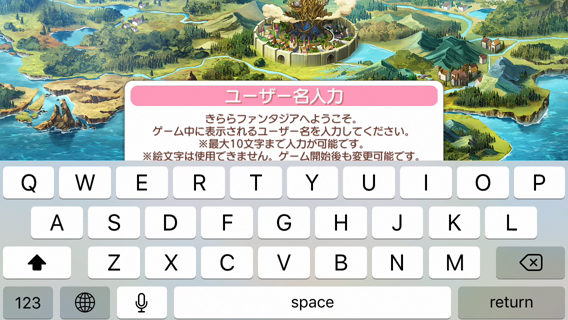 ユーザー名入力
きららファンタジアへようこそ。
ゲーム中に表示されるユーザー名を入力してください。
※最大10文字まで入力が可能です。
※絵文字は使用できません。ゲーム開始後も変更可能です。
Q W E R T Y U I O P
A S D F G H J K L
Z X C V B N M
123 space return